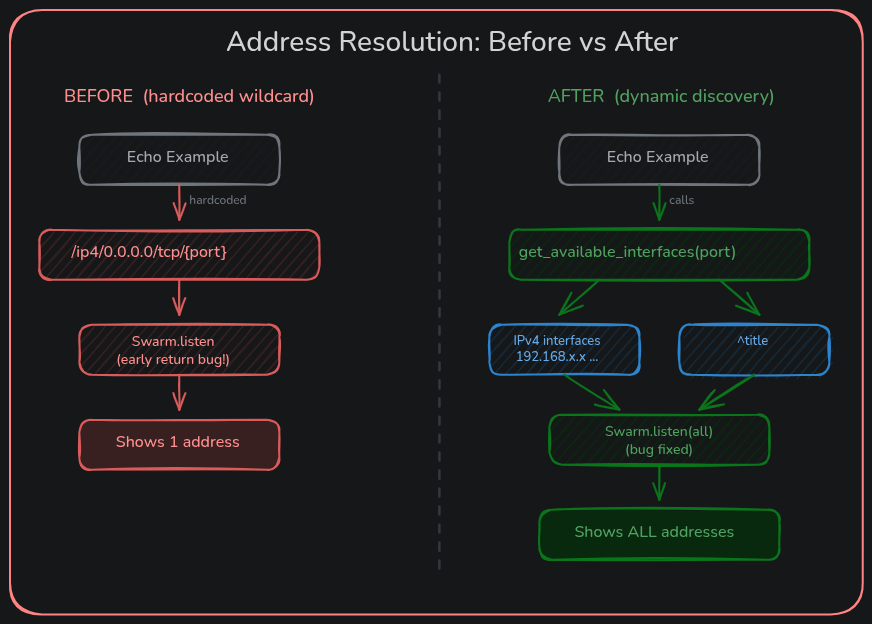 Address Resolution: Before vs After
BEFORE  (hardcoded wildcard)
Echo Example
hardcoded
/ip4/0.0.0.0/tcp/{port}
Swarm.listen
(early return bug!)
Shows 1 address
AFTER  (dynamic discovery)
Echo Example
calls
get_available_interfaces(port)
IPv4 interfaces
192.168.x.x ...
^title
Swarm.listen(all)
(bug fixed)
Shows ALL addresses